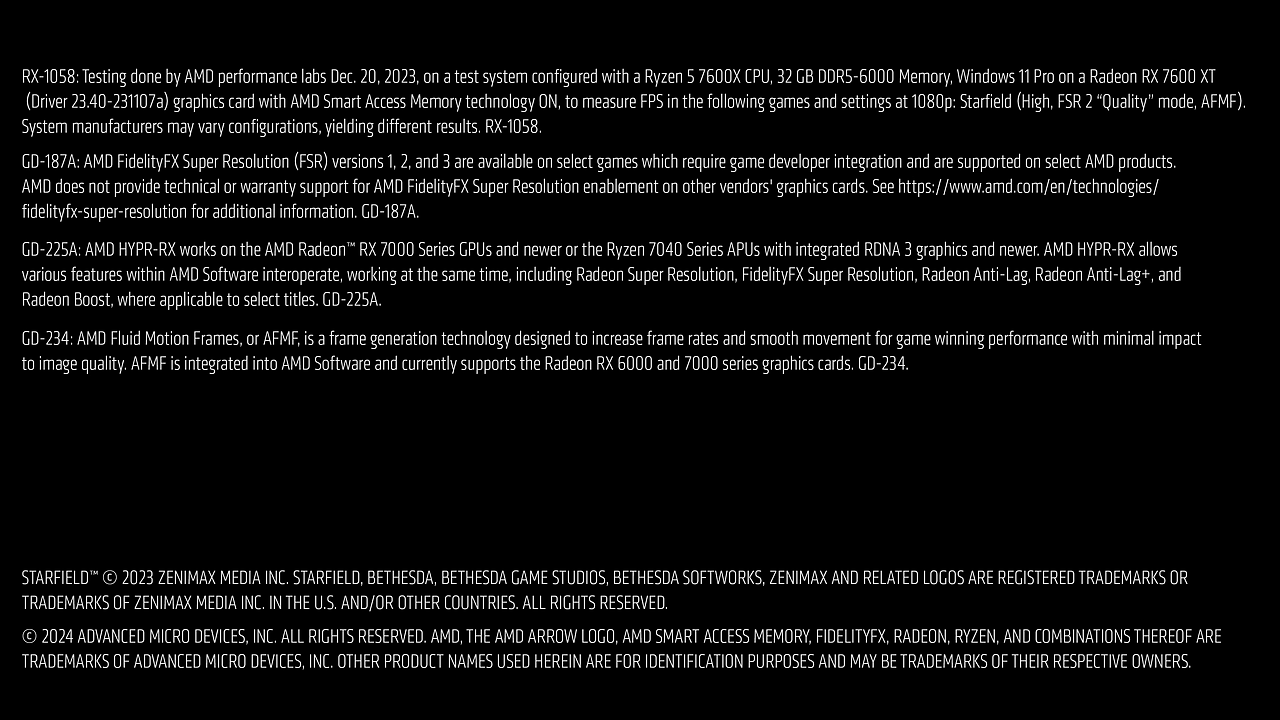 RX-1058: Testing done by AMD performance labs Dec. 20, 2023, on a test system configured with a Ryzen 5 7600X CPU, 32 GB DDR5-6000 Memory, Windows 11 Pro on a Radeon RX 7600 XT
(Driver 23.40-231107a) graphics card with AMD Smart Access Memory technology ON, to measure FPS in the following games and settings at 1080p: Starfield (High, FSR 2 “Quality” mode, AFMF).
System manufacturers may vary configurations, yielding different results. RX-1058.
GD-187A: AMD FidelityFX Super Resolution (FSR) versions 1, 2, and 3 are available on select games which require game developer integration and are supported on select AMD products.
AMD does not provide technical or warranty support for AMD FidelityFX Super Resolution enablement on other vendors' graphics cards. See https://www.amd.com/en/technologies/
fidelityfx-super-resolution for additional information. GD-187A.
GD-225A: AMD HYPR-RX works on the AMD Radeon™ RX 7000 Series GPUs and newer or the Ryzen 7040 Series APUs with integrated RDNA 3 graphics and newer. AMD HYPR-RX allows
various features within AMD Software interoperate, working at the same time, including Radeon Super Resolution, FidelityFX Super Resolution, Radeon Anti-Lag, Radeon Anti-Lag+, and
Radeon Boost, where applicable to select titles. GD-225A.
GD-234: AMD Fluid Motion Frames, or AFMF, is a frame generation technology designed to increase frame rates and smooth movement for game winning performance with minimal impact
to image quality. AFMF is integrated into AMD Software and currently supports the Radeon RX 6000 and 7000 series graphics cards. GD-234.
STARFIELD™ © 2023 ZENIMAX MEDIA INC. STARFIELD, BETHESDA, BETHESDA GAME STUDIOS, BETHESDA SOFTWORKS, ZENIMAX AND RELATED LOGOS ARE REGISTERED TRADEMARKS OR
TRADEMARKS OF ZENIMAX MEDIA INC. IN THE U.S. AND/OR OTHER COUNTRIES. ALL RIGHTS RESERVED.
© 2024 ADVANCED MICRO DEVICES, INC. ALL RIGHTS RESERVED. AMD, THE AMD ARROW LOGO, AMD SMART ACCESS MEMORY, FIDELITYFX, RADEON, RYZEN, AND COMBINATIONS THEREOF ARE
TRADEMARKS OF ADVANCED MICRO DEVICES, INC. OTHER PRODUCT NAMES USED HEREIN ARE FOR IDENTIFICATION PURPOSES AND MAY BE TRADEMARKS OF THEIR RESPECTIVE OWNERS.